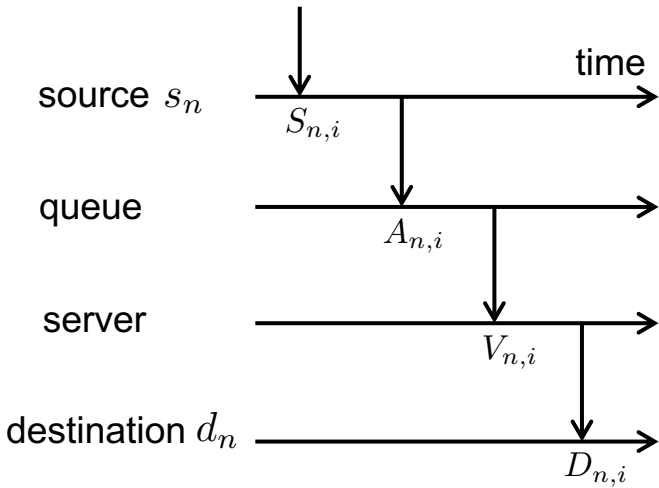 time
source $s_n$
$S_{n,i}$
queue
$A_{n,i}$
server
$V_{n,i}$
destination $d_n$
$D_{n,i}$